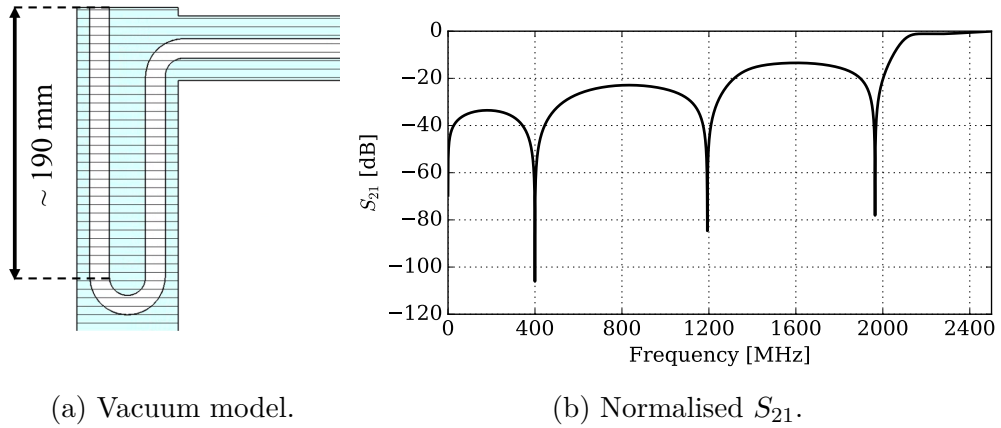 ~ 190 mm
S₂₁ [dB]
0
−20
−40
−60
−80
−100
−120
0 400 800 1200 1600 2000 2400
Frequency [MHz]
(a) Vacuum model.
(b) Normalised S₂₁.